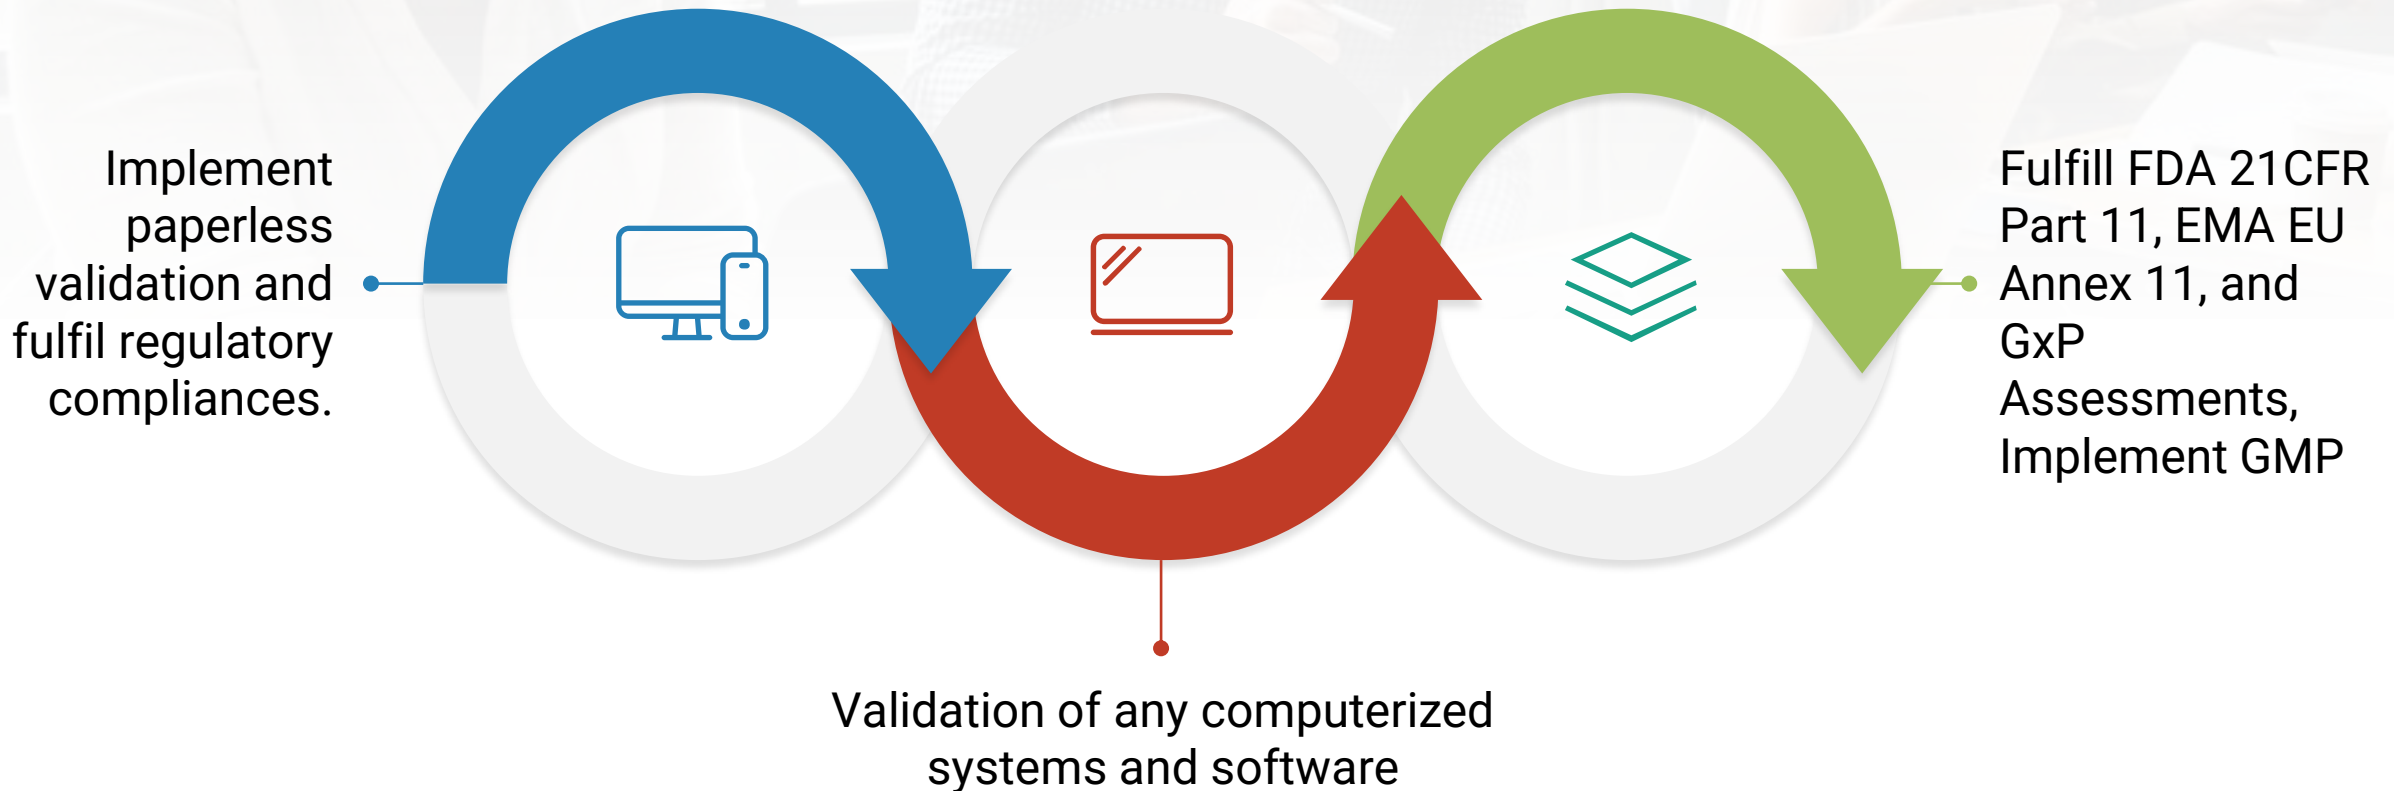 Implement
paperless
validation and
fulfil regulatory
compliances.
Validation of any computerized
systems and software
Fulfill FDA 21CFR
Part 11, EMA EU
Annex 11, and
GxP
Assessments,
Implement GMP